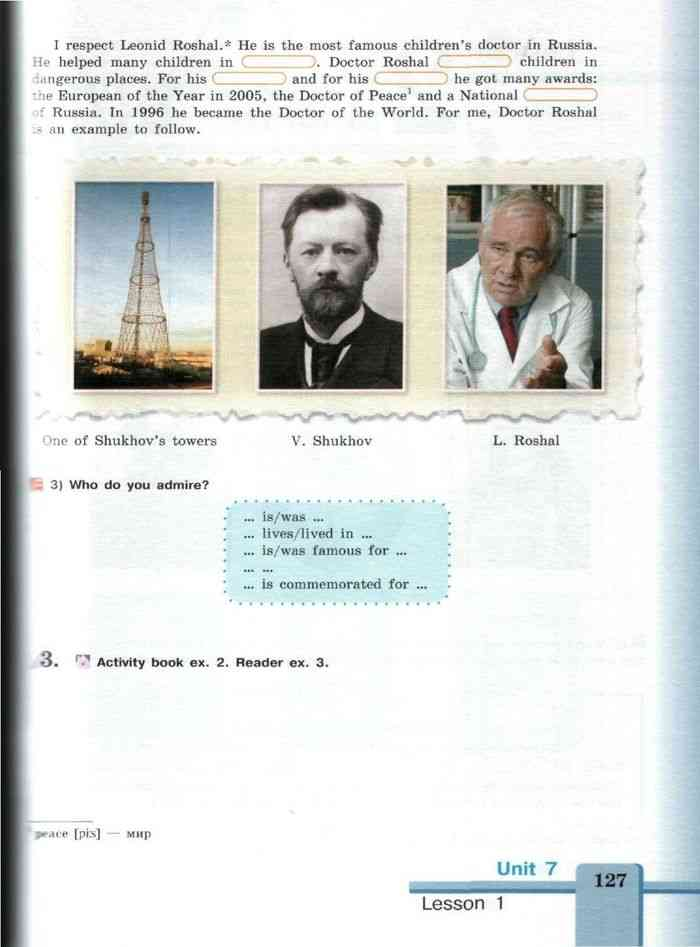 I respect Leonid Roshal.* He is the most famous children's doctor in Russia.
He helped many children in . Doctor Roshal children in
dangerous places. For his and for his he got many awards:
the European of the Year in 2005, the Doctor of Peace¹ and a National
of Russia. In 1996 he became the Doctor of the World. For me, Doctor Roshal
is an example to follow.
One of Shukhov's towers
V. Shukhov
L. Roshal
3) Who do you admire?
... is/was ...
... lives/lived in ...
... is/was famous for ...
... ...
... is commemorated for ...
3. Activity book ex. 2. Reader ex. 3.
peace [piːs] — мир
Unit 7
127
Lesson 1